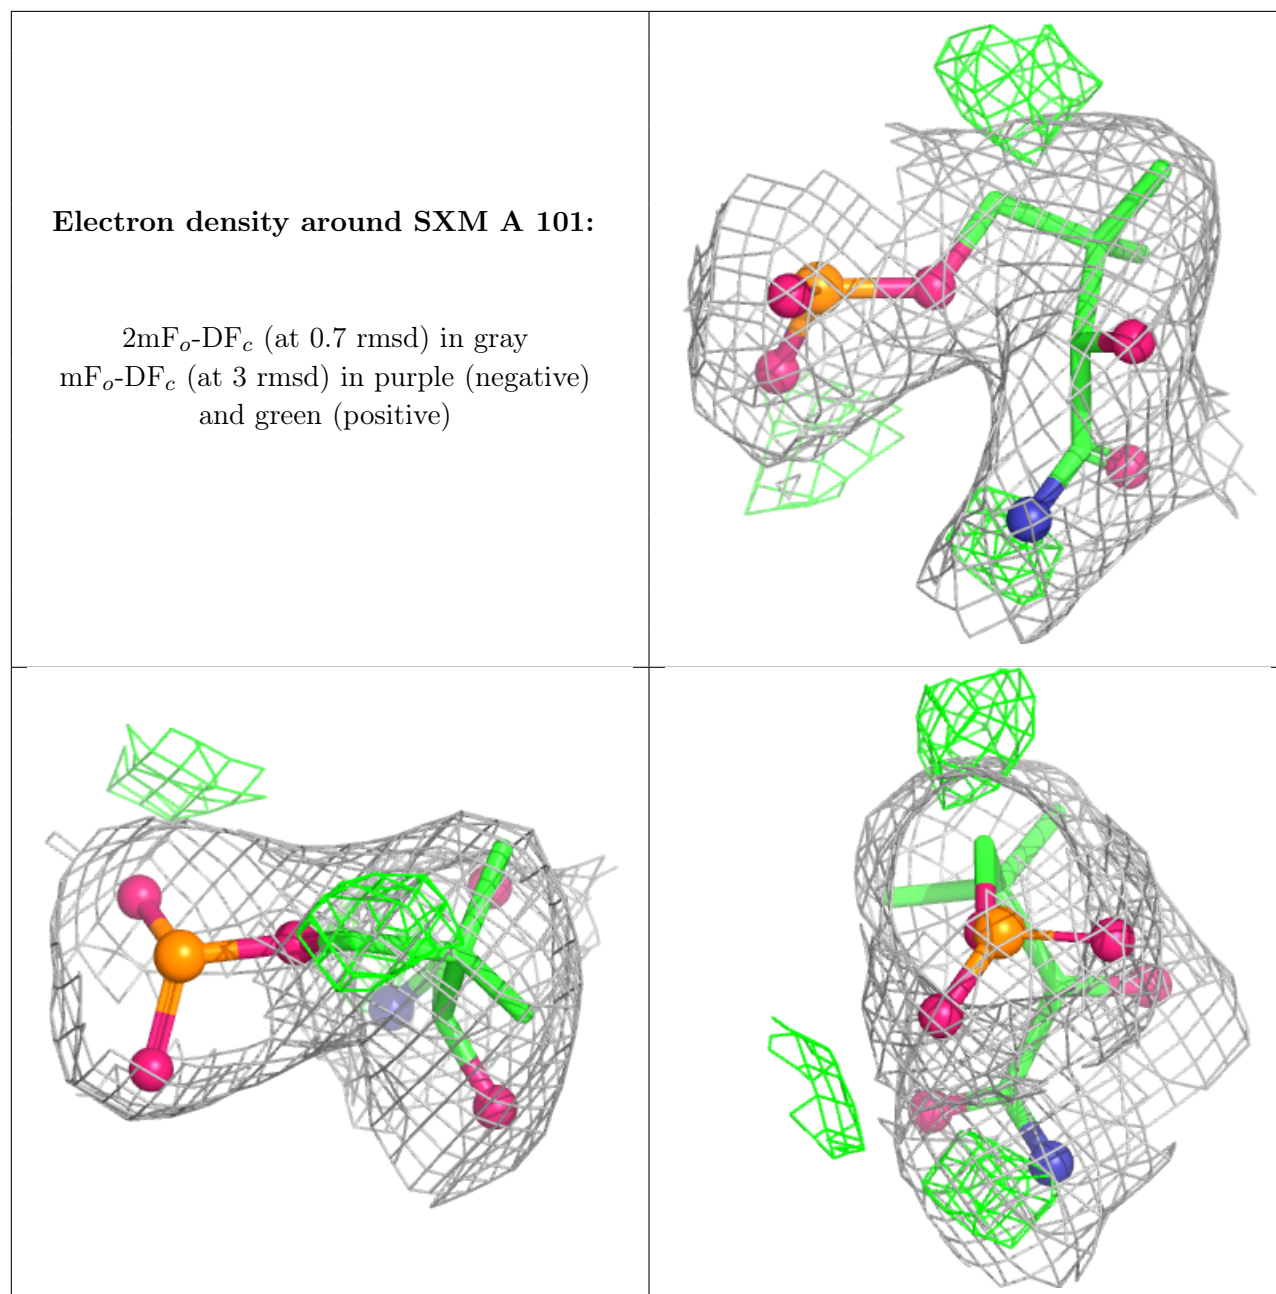 Electron density around SXM A 101:
2mFₒ-DF𝑐 (at 0.7 rmsd) in gray
mFₒ-DF𝑐 (at 3 rmsd) in purple (negative)
and green (positive)